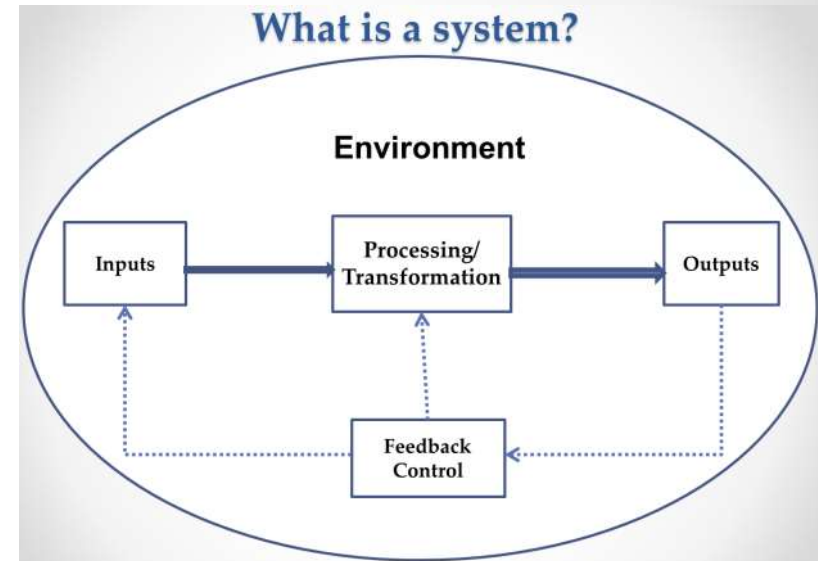 What is a system?
Environment
Inputs
Processing/
Transformation
Outputs
Feedback
Control